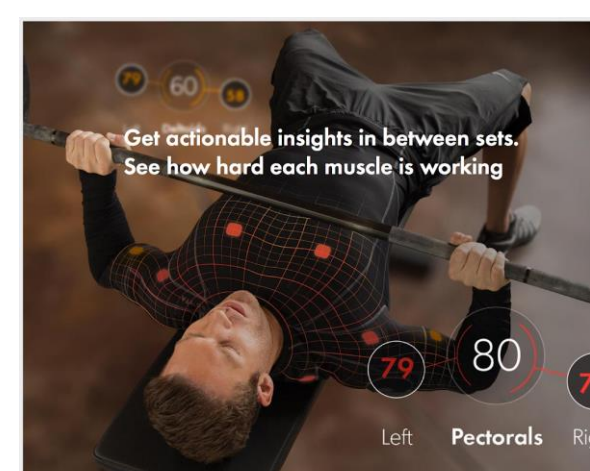 79 60 58
Get actionable insights in between sets.
See how hard each muscle is working
79 80
Left Pectorals